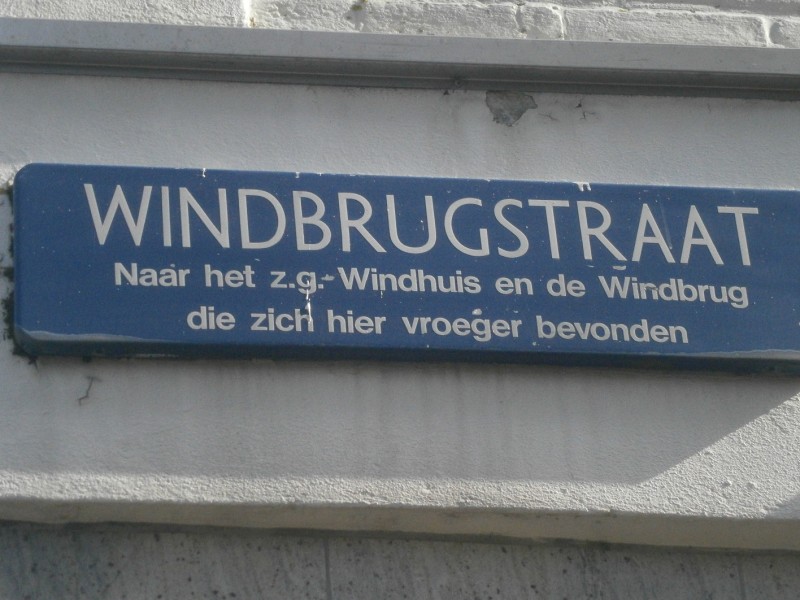 WINDBRUGSTRAAT
Naar het z.g. Windhuis en de Windbrug
die zich hier vroeger bevonden